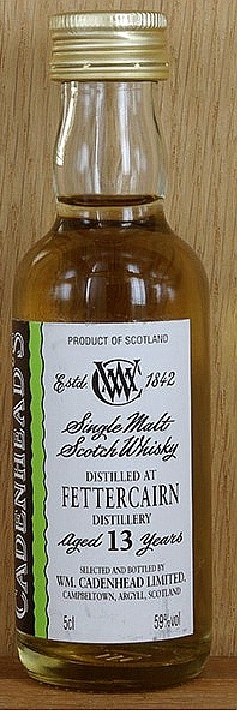 CADENHEAD'S
PRODUCT OF SCOTLAND
Estd. WC 1842
Single Malt
Scotch Whisky
DISTILLED AT
FETTERCAIRN
DISTILLERY
Aged 13 Years
SELECTED AND BOTTLED BY
WM. CADENHEAD LIMITED,
CAMPBELTOWN, ARGYLL, SCOTLAND
5cl 59%vol